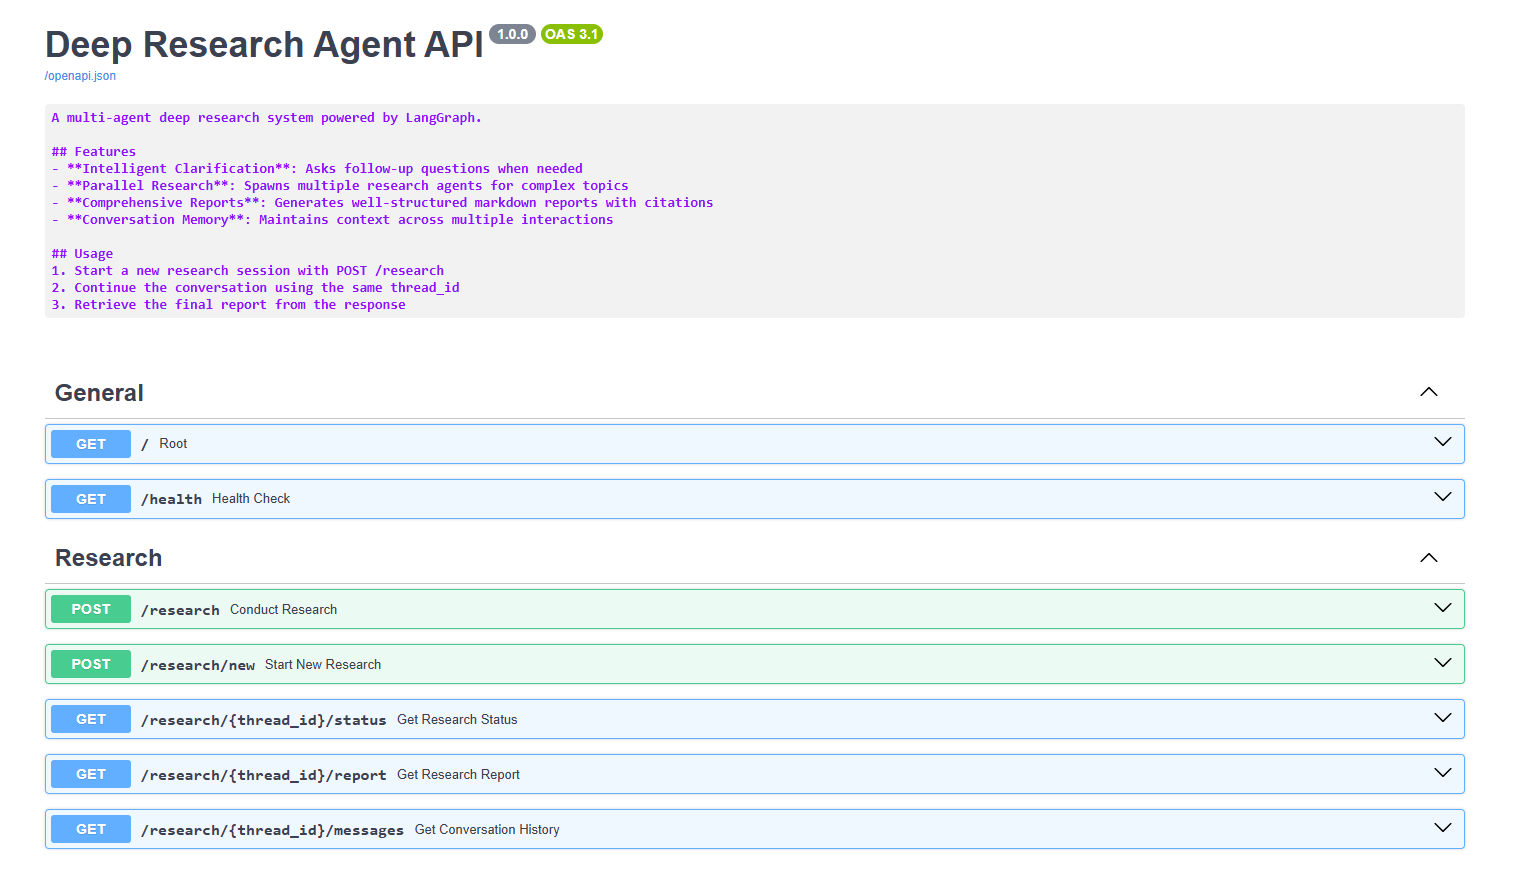 Deep Research Agent API 1.0.0 OAS 3.1
/openapi.json
A multi-agent deep research system powered by LangGraph.
## Features
- **Intelligent Clarification**: Asks follow-up questions when needed
- **Parallel Research**: Spawns multiple research agents for complex topics
- **Comprehensive Reports**: Generates well-structured markdown reports with citations
- **Conversation Memory**: Maintains context across multiple interactions
## Usage
1. Start a new research session with POST /research
2. Continue the conversation using the same thread_id
3. Retrieve the final report from the response
General
GET / Root
GET /health Health Check
Research
POST /research Conduct Research
POST /research/new Start New Research
GET /research/{thread_id}/status Get Research Status
GET /research/{thread_id}/report Get Research Report
GET /research/{thread_id}/messages Get Conversation History